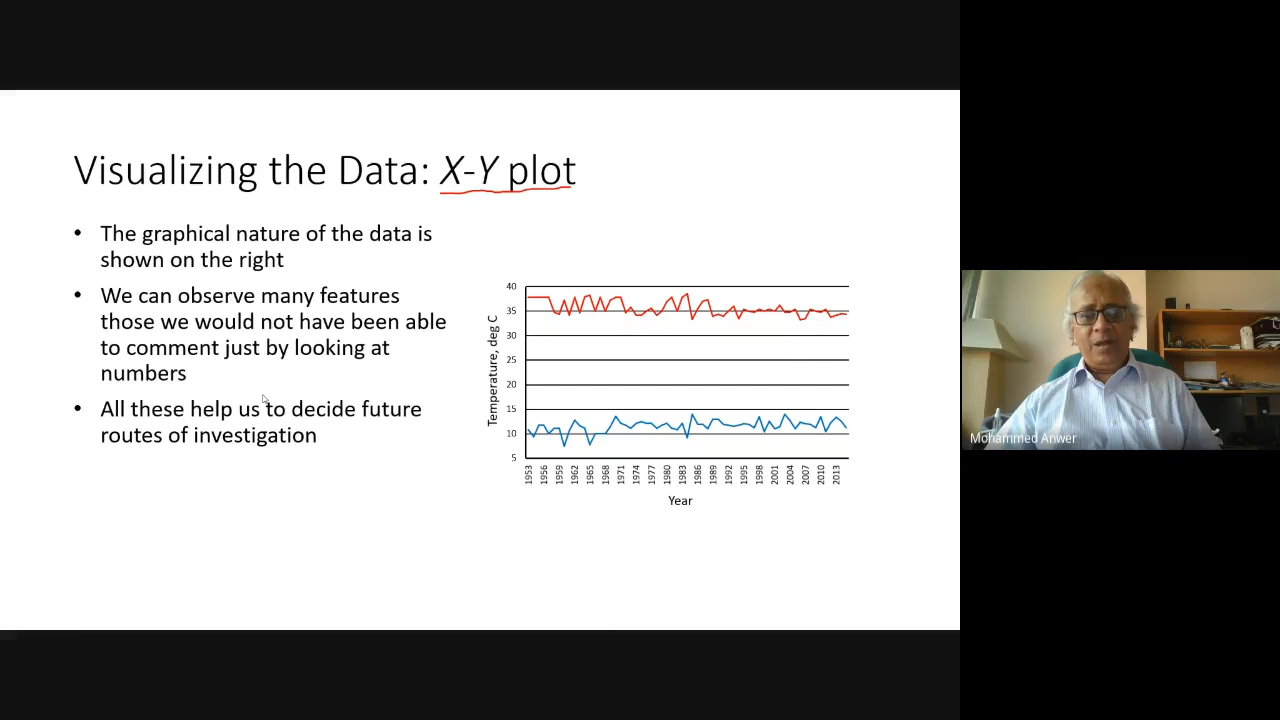 Visualizing the Data: X-Y plot
• The graphical nature of the data is
shown on the right
• We can observe many features
those we would not have been able
to comment just by looking at
numbers
• All these help us to decide future
routes of investigation
Temperature, deg C
40
35
30
25
20
15
10
5
1953
1956
1959
1962
1965
1968
1971
1974
1977
1980
1983
1986
1989
1992
1995
1998
2001
2004
2007
2010
2013
Year
Mohammed Anwer